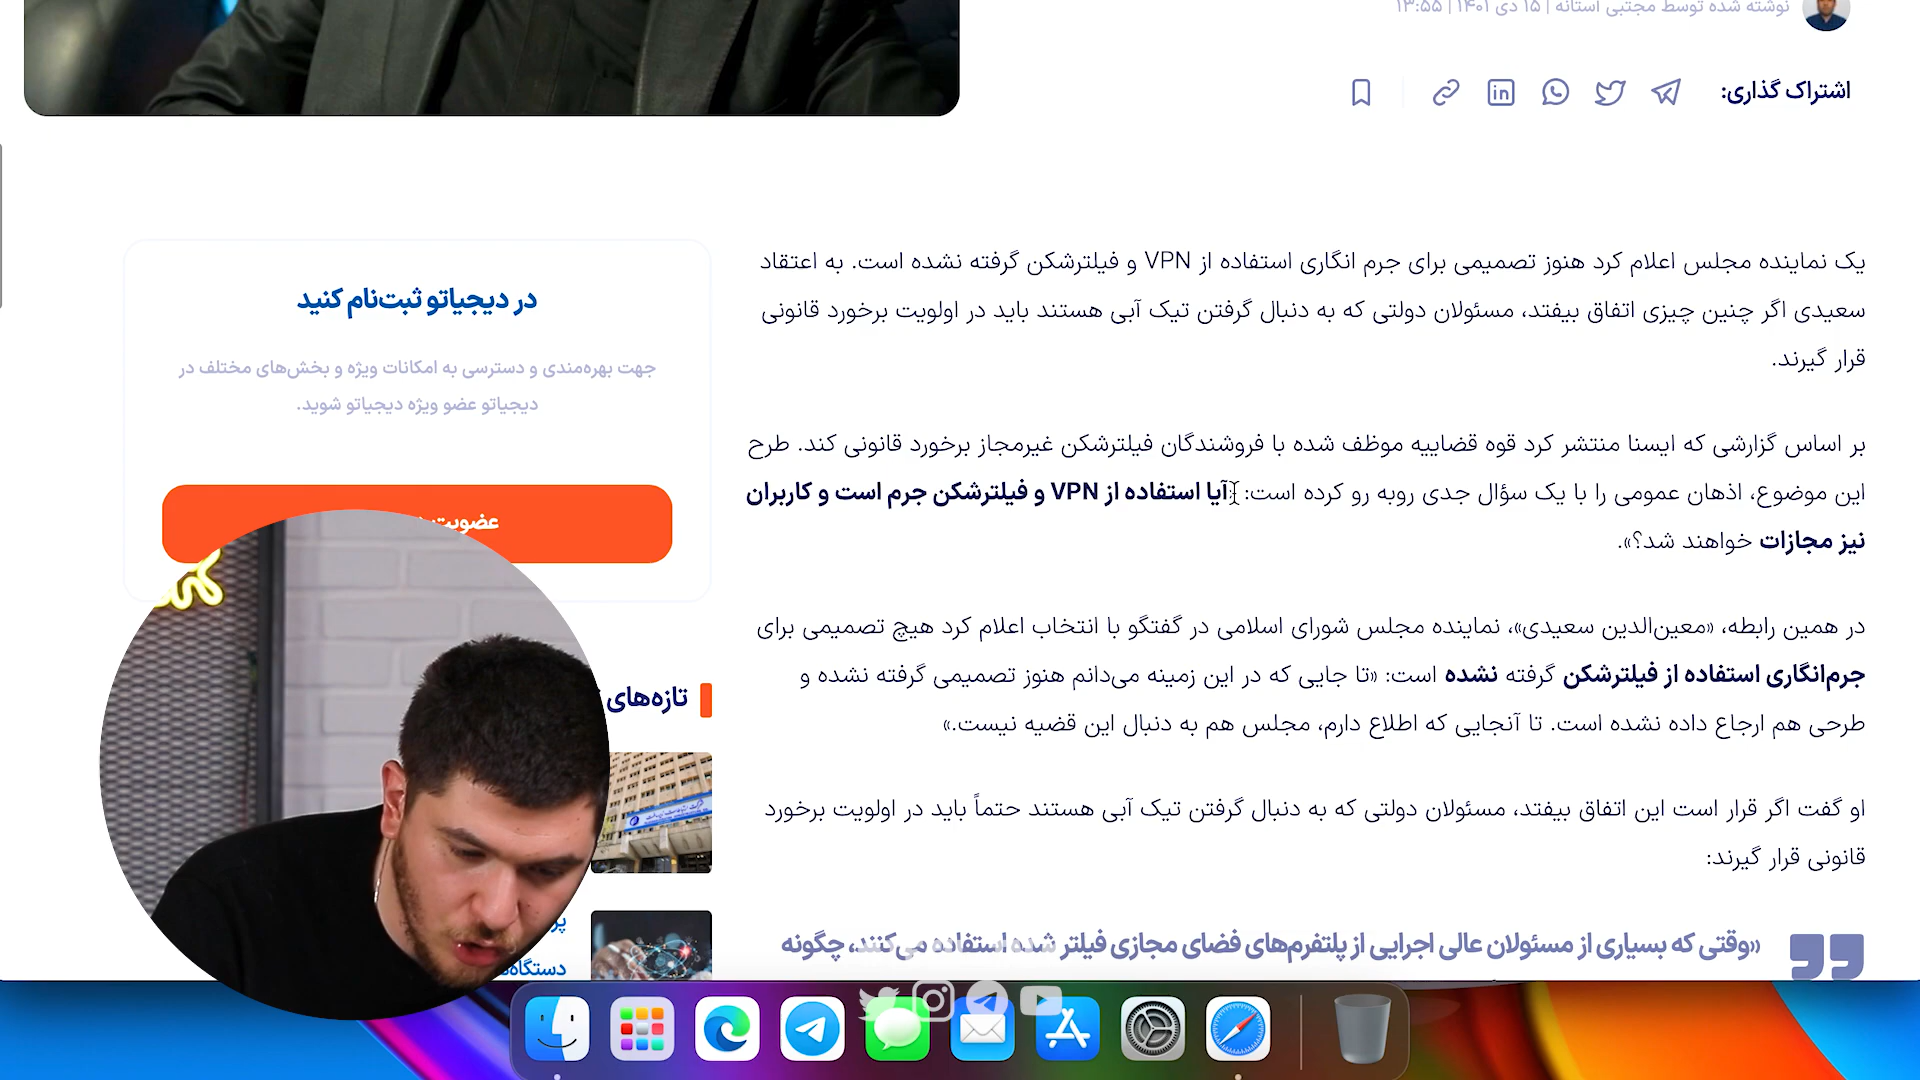 نوشته شده توسط مجتبی آستانه | ۱۵ دی ۱۴۰۱ | ۱۳:۵۵
اشتراک گذاری:
یک نماینده مجلس اعلام کرد هنوز تصمیمی برای جرم انگاری استفاده از VPN و فیلترشکن گرفته نشده است. به اعتقاد
سعیدی اگر چنین چیزی اتفاق بیفتد، مسئولان دولتی که به دنبال گرفتن تیک آبی هستند باید در اولویت برخورد قانونی
قرار گیرند.
بر اساس گزارشی که ایسنا منتشر کرد قوه قضاییه موظف شده با فروشندگان فیلترشکن غیرمجاز برخورد قانونی کند. طرح
این موضوع، اذهان عمومی را با یک سؤال جدی روبه رو کرده است: آیا استفاده از VPN و فیلترشکن جرم است و کاربران
نیز مجازات خواهند شد؟».
در همین رابطه، «معین‌الدین سعیدی»، نماینده مجلس شورای اسلامی در گفتگو با انتخاب اعلام کرد هیچ تصمیمی برای
جرم‌انگاری استفاده از فیلترشکن گرفته نشده است: «تا جایی که در این زمینه می‌دانم هنوز تصمیمی گرفته نشده و
طرحی هم ارجاع داده نشده است. تا آنجایی که اطلاع دارم، مجلس هم به دنبال این قضیه نیست.»
او گفت اگر قرار است این اتفاق بیفتد، مسئولان دولتی که به دنبال گرفتن تیک آبی هستند حتماً باید در اولویت برخورد
قانونی قرار گیرند:
«وقتی که بسیاری از مسئولان عالی اجرایی از پلتفرم‌های فضای مجازی فیلتر شده استفاده می‌کنند، چگونه
در دیجیاتو ثبت‌نام کنید
جهت بهره‌مندی و دسترسی به امکانات ویژه و بخش‌های مختلف در
دیجیاتو عضو ویژه دیجیاتو شوید.
عضویت
تازه‌های